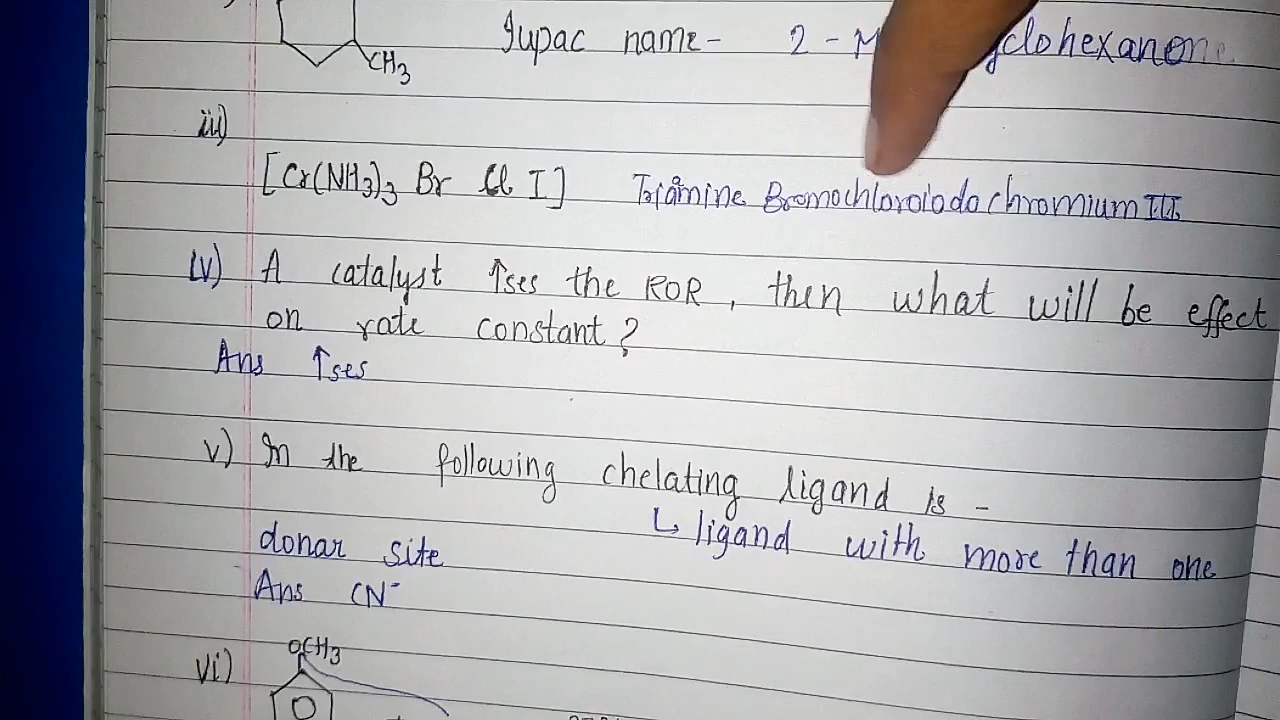 CH3 Iupac name- 2 - clohexanone
iii)
[Cr(NH3)3 Br Cl I] Triamine Bromochloroiodo chromium III
iv) A catalyst ↑ses the ROR, then what will be effect
on rate constant?
Ans ↑ses
v) In the following chelating ligand is -
↳ ligand with more than one
donar site
Ans CN-
vi) OCH3